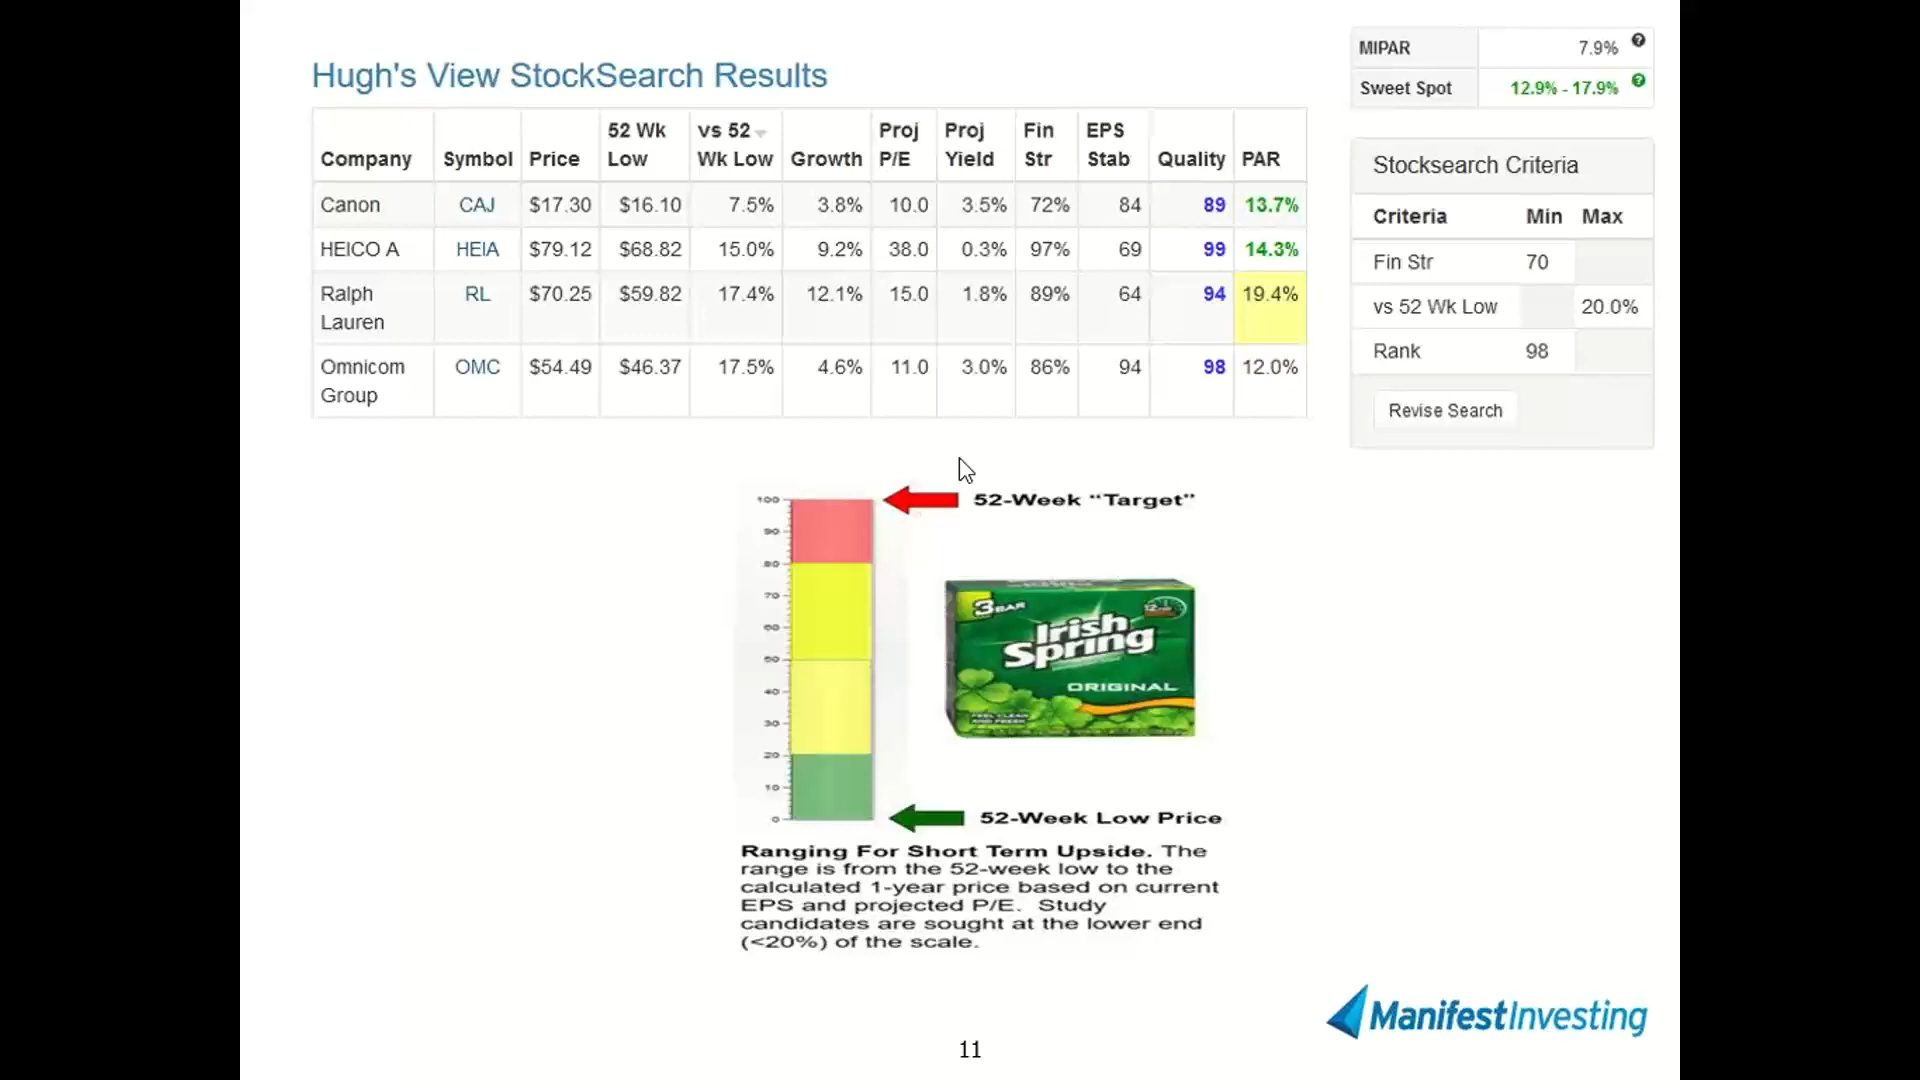 Hugh's View StockSearch Results
MIPAR 7.9% ?
Sweet Spot 12.9% - 17.9% ?
Company Symbol Price 52 Wk Low vs 52 Wk Low Growth Proj P/E Proj Yield Fin Str EPS Stab Quality PAR
Canon CAJ $17.30 $16.10 7.5% 3.8% 10.0 3.5% 72% 84 89 13.7%
HEICO A HEIA $79.12 $68.82 15.0% 9.2% 38.0 0.3% 97% 69 99 14.3%
Ralph Lauren RL $70.25 $59.82 17.4% 12.1% 15.0 1.8% 89% 64 94 19.4%
Omnicom Group OMC $54.49 $46.37 17.5% 4.6% 11.0 3.0% 86% 94 98 12.0%
Stocksearch Criteria
Criteria Min Max
Fin Str 70
vs 52 Wk Low 20.0%
Rank 98
Revise Search
100
90
80
70
60
50
40
30
20
10
0
52-Week “Target”
3 BAR
Irish
Spring
ORIGINAL
FEEL CLEAN
AND FRESH
52-Week Low Price
Ranging For Short Term Upside. The
range is from the 52-week low to the
calculated 1-year price based on current
EPS and projected P/E. Study
candidates are sought at the lower end
(<20%) of the scale.
ManifestInvesting
11